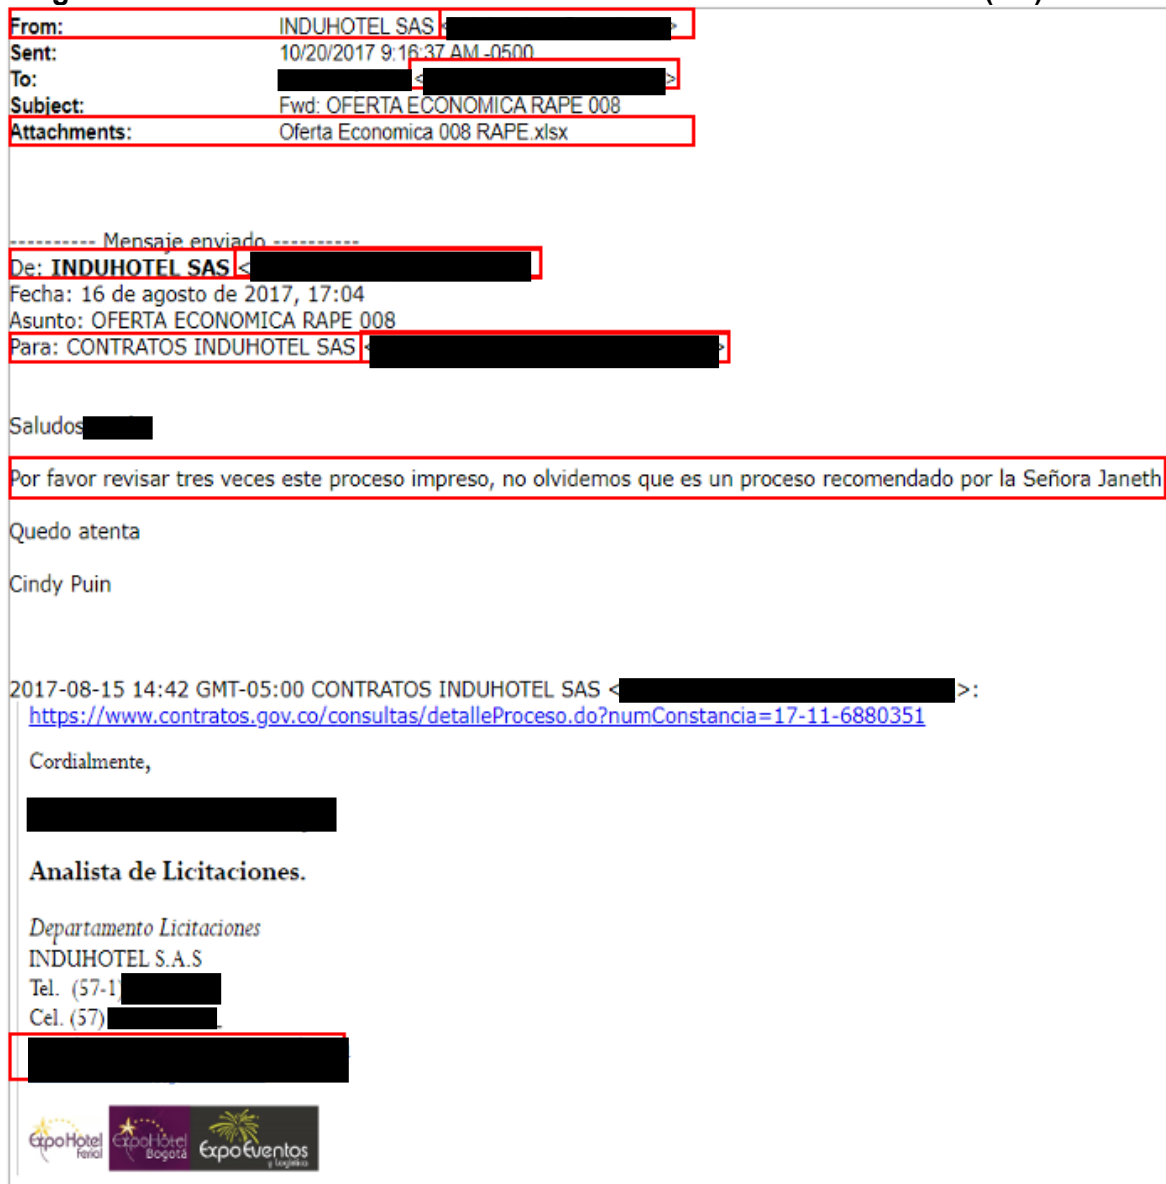 From: INDUHOTEL SAS < >
Sent: 10/20/2017 9:16:37 AM -0500
To: < >
Subject: Fwd: OFERTA ECONOMICA RAPE 008
Attachments: Oferta Economica 008 RAPE.xlsx
---------- Mensaje enviado ----------
De: INDUHOTEL SAS <
Fecha: 16 de agosto de 2017, 17:04
Asunto: OFERTA ECONOMICA RAPE 008
Para: CONTRATOS INDUHOTEL SAS < >
Saludos
Por favor revisar tres veces este proceso impreso, no olvidemos que es un proceso recomendado por la Señora Janeth
Quedo atenta
Cindy Puin
2017-08-15 14:42 GMT-05:00 CONTRATOS INDUHOTEL SAS < >:
https://www.contratos.gov.co/consultas/detalleProceso.do?numConstancia=17-11-6880351
Cordialmente,
Analista de Licitaciones.
Departamento Licitaciones
INDUHOTEL S.A.S
Tel. (57-1)
Cel. (57)
ExpoHotel Ferial
ExpoHotel Bogotá
ExpoEventos y Logística